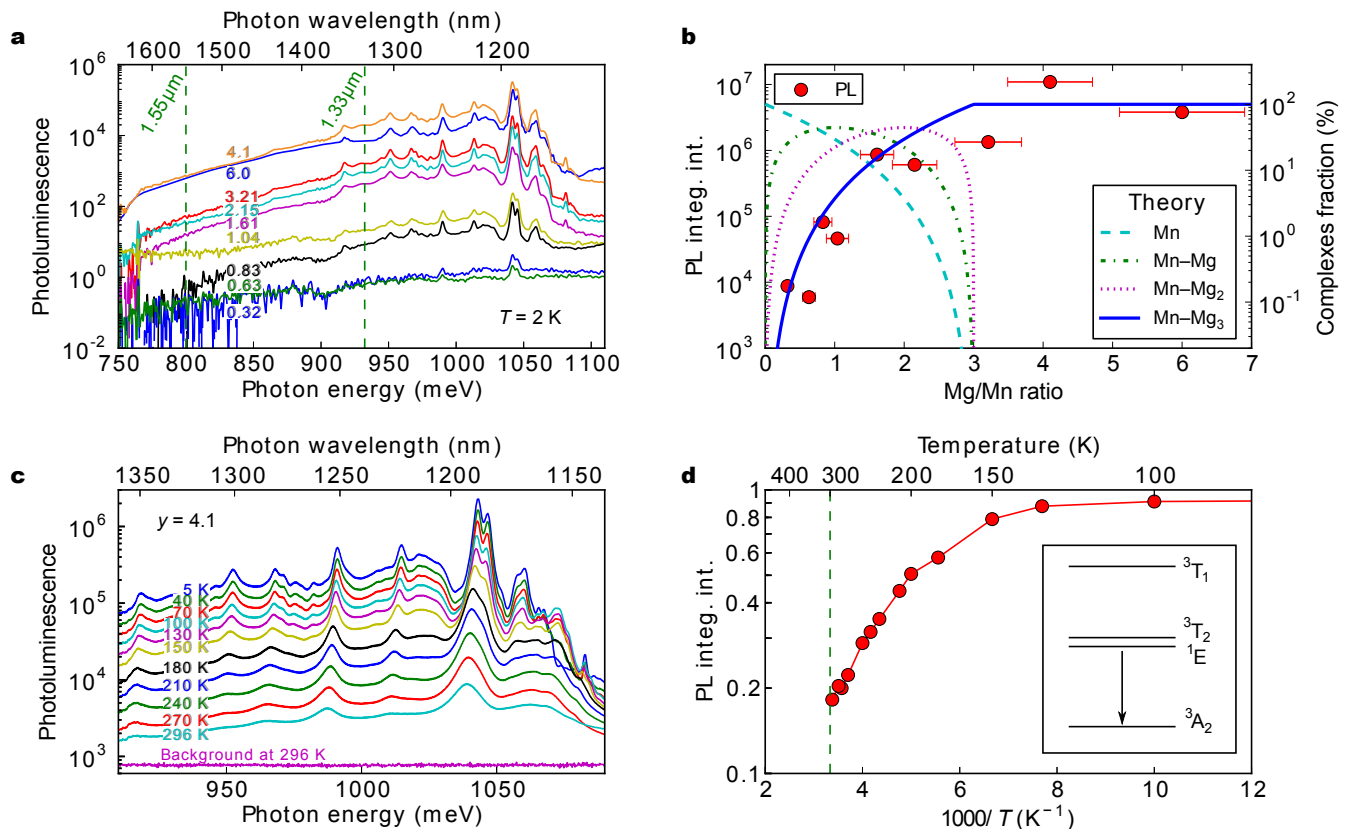 a
Photon wavelength (nm)
1600 1500 1400 1300 1200
10^6
10^4
10^2
10^0
10^-2
Photoluminescence
1.55μm
1.33μm
4.1
6.0
3.21
2.15
1.61
1.04
0.83
0.63
0.32
T = 2 K
750 800 850 900 950 1000 1050 1100
Photon energy (meV)
b
PL
10^7
10^6
10^5
10^4
10^3
PL integ. int.
10^2
10^1
10^0
10^-1
Complexes fraction (%)
Theory
Mn
Mn–Mg
Mn–Mg2
Mn–Mg3
0 1 2 3 4 5 6 7
Mg/Mn ratio
c
Photon wavelength (nm)
1350 1300 1250 1200 1150
y = 4.1
10^6
10^5
10^4
10^3
Photoluminescence
5 K
40 K
70 K
100 K
130 K
150 K
180 K
210 K
240 K
270 K
296 K
Background at 296 K
950 1000 1050
Photon energy (meV)
d
Temperature (K)
400 300 200 150 100
1
0.8
0.6
0.4
0.2
0.1
PL integ. int.
3T1
3T2
1E
3A2
2 4 6 8 10 12
1000/ T (K^-1)